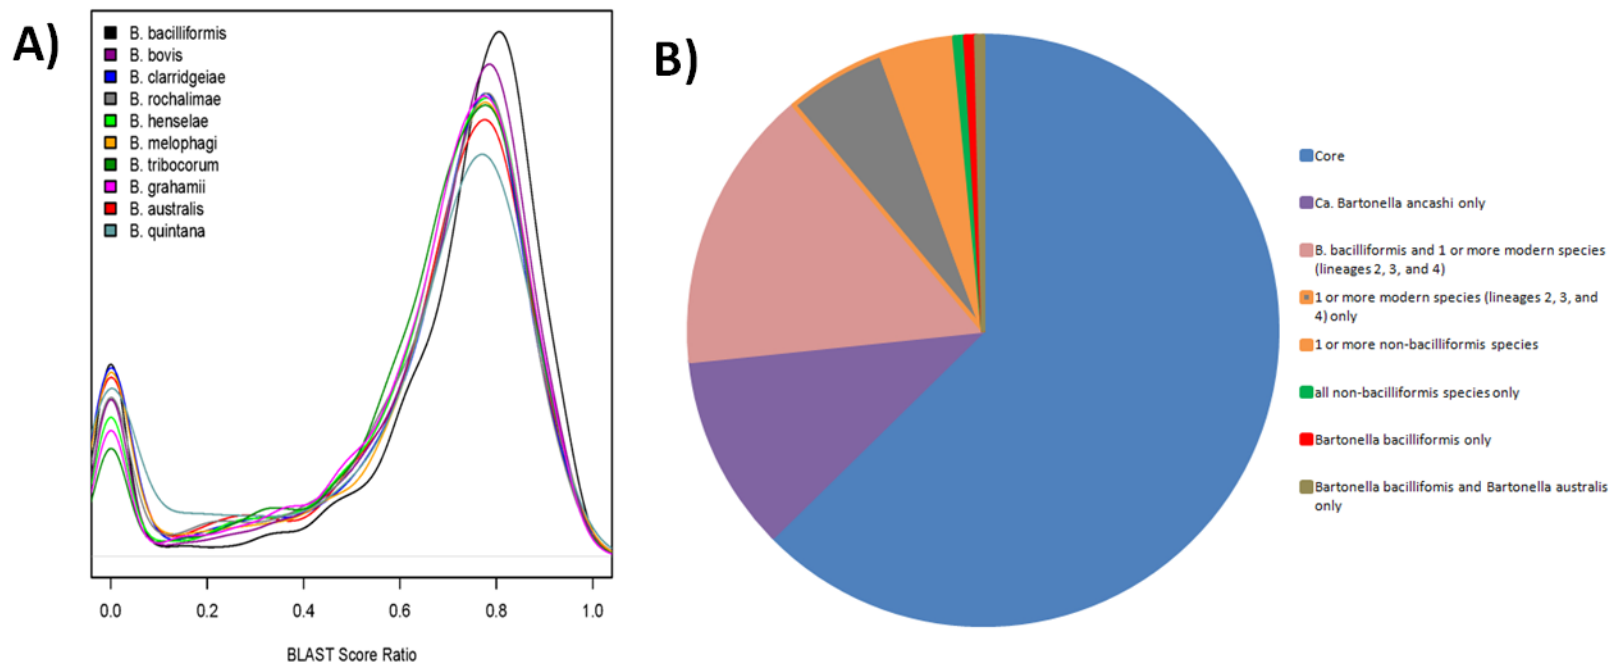 A)
B. bacilliformis
B. bovis
B. clarridgeiae
B. rochalimae
B. henselae
B. melophagi
B. tribocorum
B. grahamii
B. australis
B. quintana
0.0 0.2 0.4 0.6 0.8 1.0
BLAST Score Ratio
B)
Core
Ca. Bartonella ancashi only
B. bacilliformis and 1 or more modern species
(lineages 2, 3, and 4)
1 or more modern species (lineages 2, 3, and
4) only
1 or more non-bacilliformis species
all non-bacilliformis species only
Bartonella bacilliformis only
Bartonella bacillifomis and Bartonella australis
only